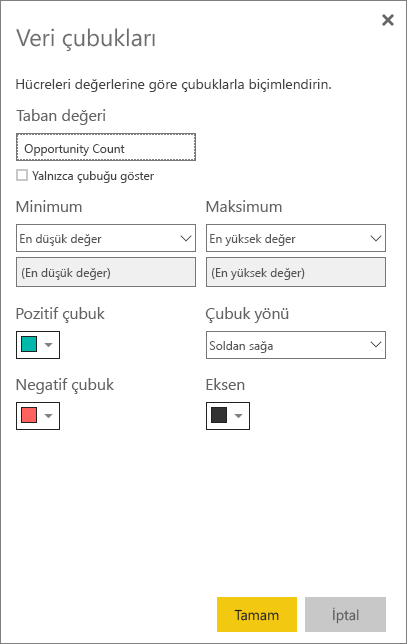 Veri çubukları
Hücreleri değerlerine göre çubuklarla biçimlendirin.
Taban değeri
Opportunity Count
Yalnızca çubuğu göster
Minimum
Maksimum
En düşük değer
En yüksek değer
(En düşük değer)
(En yüksek değer)
Pozitif çubuk
Çubuk yönü
Soldan sağa
Negatif çubuk
Eksen
Tamam
İptal